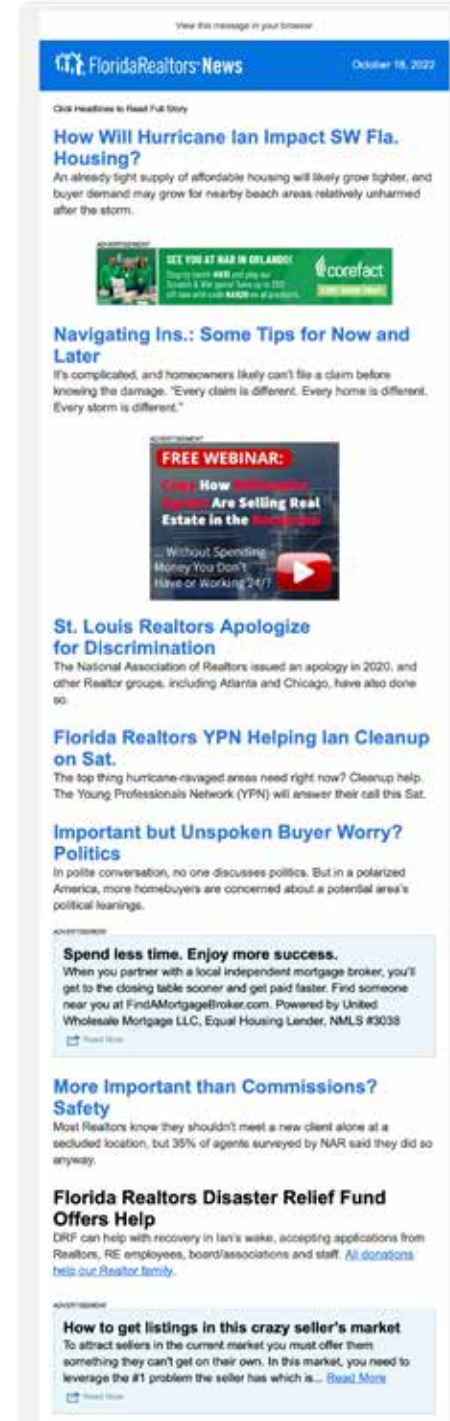 View this message in your browser
FloridaRealtors® News
October 18, 2022
Click Headlines to Read Full Story
How Will Hurricane Ian Impact SW Fla.
Housing?
An already tight supply of affordable housing will likely grow tighter, and
buyer demand may grow for nearby beach areas relatively unharmed
after the storm.
ADVERTISEMENT
SEE YOU AT NAR IN ORLANDO!
corefact
Navigating Ins.: Some Tips for Now and
Later
It's complicated, and homeowners likely can't file a claim before
knowing the damage. "Every claim is different. Every home is different.
Every storm is different."
ADVERTISEMENT
FREE WEBINAR:
Copy How
Agents Are Selling Real
Estate in the
... Without Spending
Money You Don't
Have or Working 24/7
St. Louis Realtors Apologize
for Discrimination
The National Association of Realtors issued an apology in 2020, and
other Realtor groups, including Atlanta and Chicago, have also done
so.
Florida Realtors YPN Helping Ian Cleanup
on Sat.
The top thing hurricane-ravaged areas need right now? Cleanup help.
The Young Professionals Network (YPN) will answer their call this Sat.
Important but Unspoken Buyer Worry?
Politics
In polite conversation, no one discusses politics. But in a polarized
America, more homebuyers are concerned about a potential area's
political leanings.
ADVERTISEMENT
Spend less time. Enjoy more success.
When you partner with a local independent mortgage broker, you'll
get to the closing table sooner and get paid faster. Find someone
near you at FindAMortgageBroker.com. Powered by United
Wholesale Mortgage LLC, Equal Housing Lender, NMLS #3038
Read More
More Important than Commissions?
Safety
Most Realtors know they shouldn't meet a new client alone at a
secluded location, but 35% of agents surveyed by NAR said they did so
anyway.
Florida Realtors Disaster Relief Fund
Offers Help
DRF can help with recovery in Ian's wake, accepting applications from
Realtors, RE employees, board/associations and staff. All donations
help our Realtor family.
ADVERTISEMENT
How to get listings in this crazy seller's market
To attract sellers in the current market you must offer them
something they can't get on their own. In this market, you need to
leverage the #1 problem the seller has which is... Read More
Read More